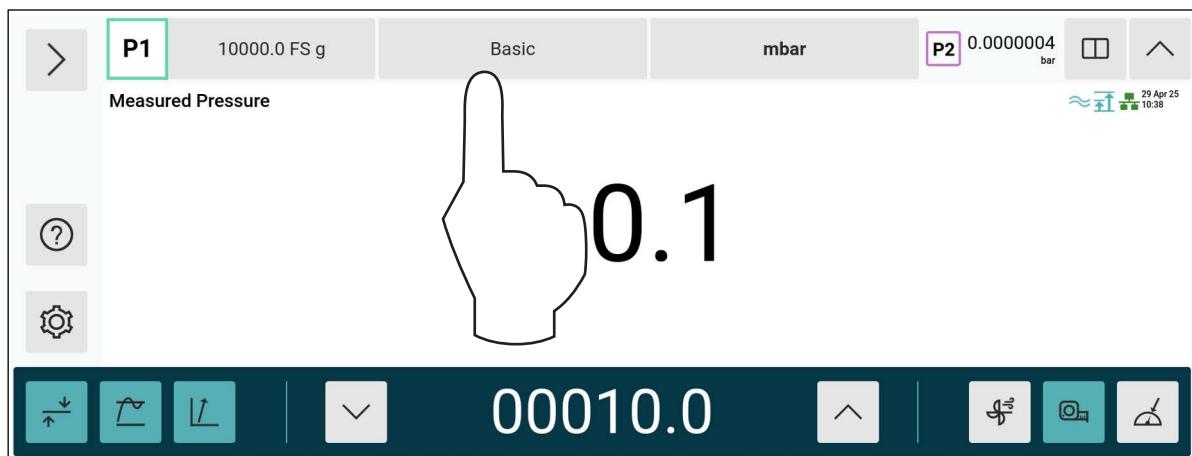 P1 10000.0 FS g Basic mbar P2 0.0000004
bar
Measured Pressure
29 Apr 25
10:38
0.1
?
00010.0